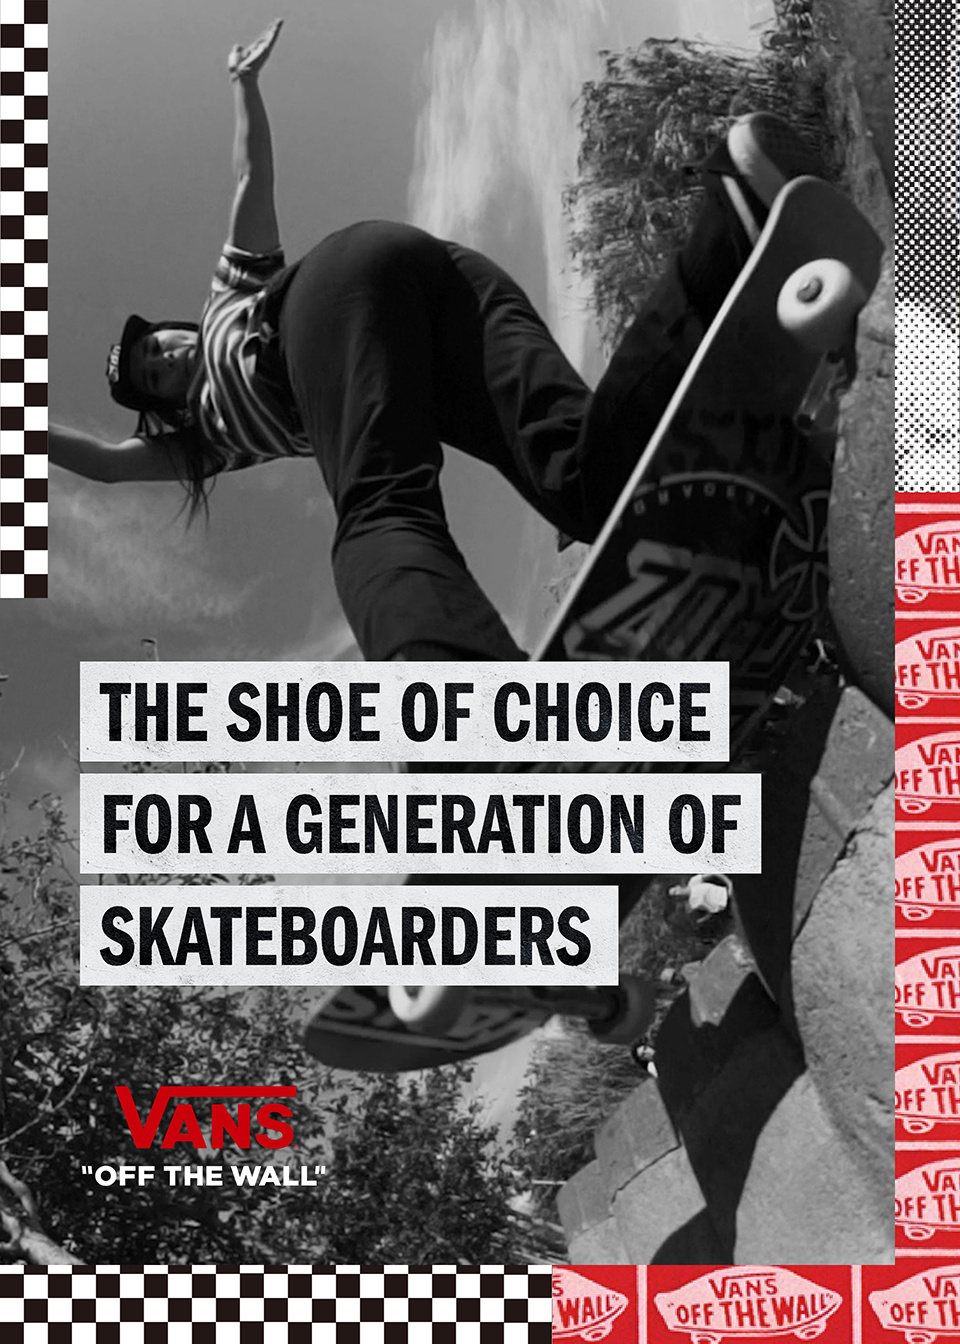 THE SHOE OF CHOICE
FOR A GENERATION OF
SKATEBOARDERS
VANS
"OFF THE WALL"
VANS
"OFF THE WALL"